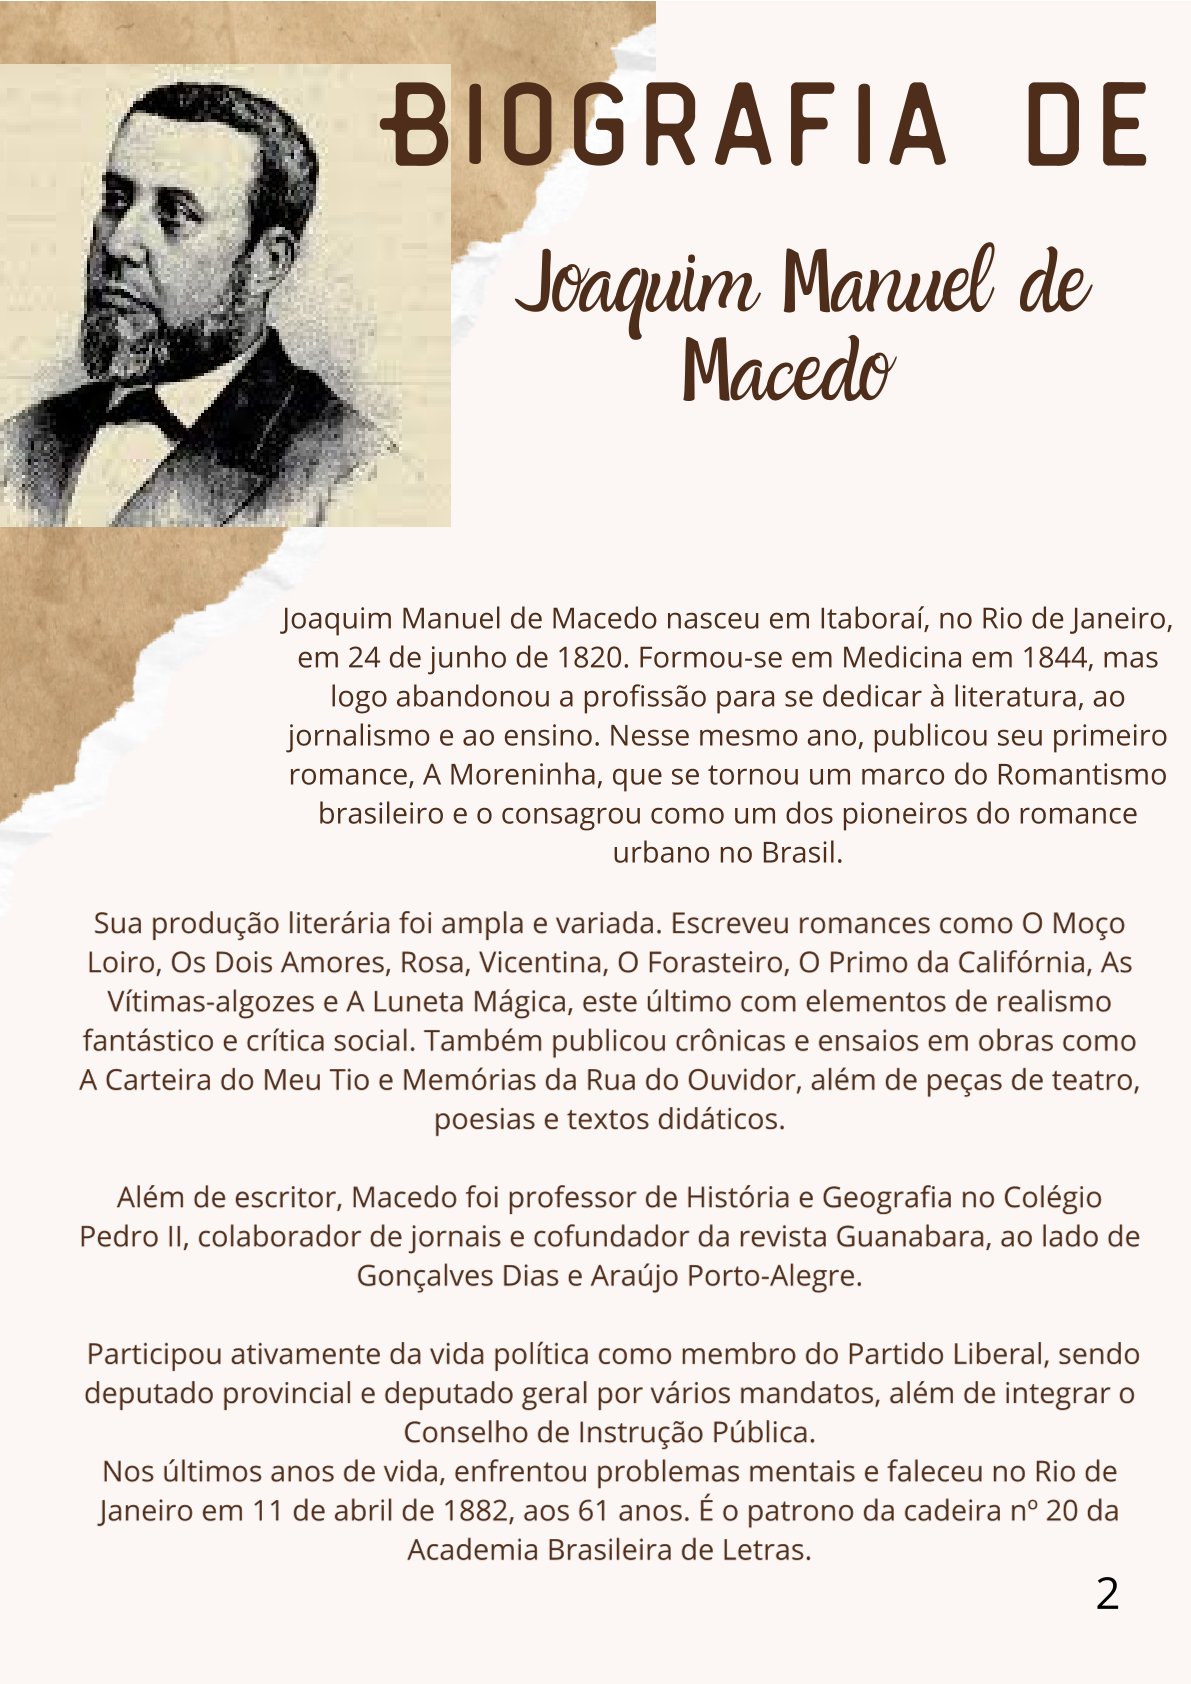 BIOGRAFIA DE
Joaquim Manuel de
Macedo
Joaquim Manuel de Macedo nasceu em Itaboraí, no Rio de Janeiro,
em 24 de junho de 1820. Formou-se em Medicina em 1844, mas
logo abandonou a profissão para se dedicar à literatura, ao
jornalismo e ao ensino. Nesse mesmo ano, publicou seu primeiro
romance, A Moreninha, que se tornou um marco do Romantismo
brasileiro e o consagrou como um dos pioneiros do romance
urbano no Brasil.
Sua produção literária foi ampla e variada. Escreveu romances como O Moço
Loiro, Os Dois Amores, Rosa, Vicentina, O Forasteiro, O Primo da Califórnia, As
Vítimas-algozes e A Luneta Mágica, este último com elementos de realismo
fantástico e crítica social. Também publicou crônicas e ensaios em obras como
A Carteira do Meu Tio e Memórias da Rua do Ouvidor, além de peças de teatro,
poesias e textos didáticos.
Além de escritor, Macedo foi professor de História e Geografia no Colégio
Pedro II, colaborador de jornais e cofundador da revista Guanabara, ao lado de
Gonçalves Dias e Araújo Porto-Alegre.
Participou ativamente da vida política como membro do Partido Liberal, sendo
deputado provincial e deputado geral por vários mandatos, além de integrar o
Conselho de Instrução Pública.
Nos últimos anos de vida, enfrentou problemas mentais e faleceu no Rio de
Janeiro em 11 de abril de 1882, aos 61 anos. É o patrono da cadeira nº 20 da
Academia Brasileira de Letras.
2